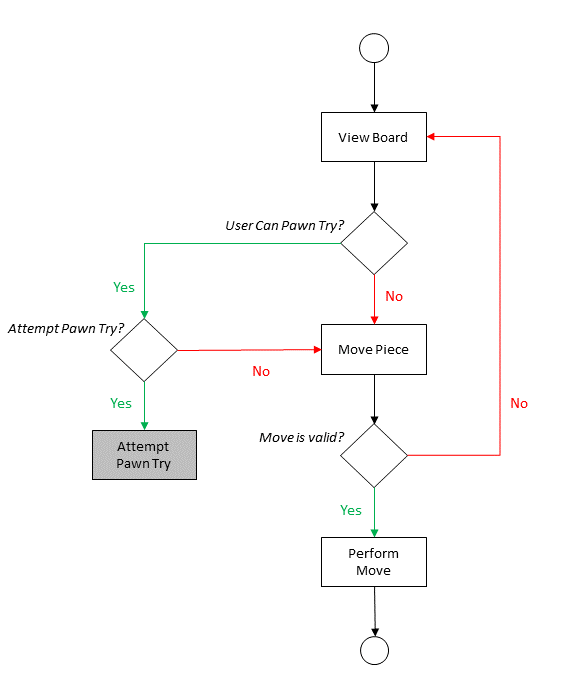 View Board
User Can Pawn Try?
Yes
No
Attempt Pawn Try?
Move Piece
No
Yes
No
Move is valid?
Attempt
Pawn Try
Yes
Perform
Move